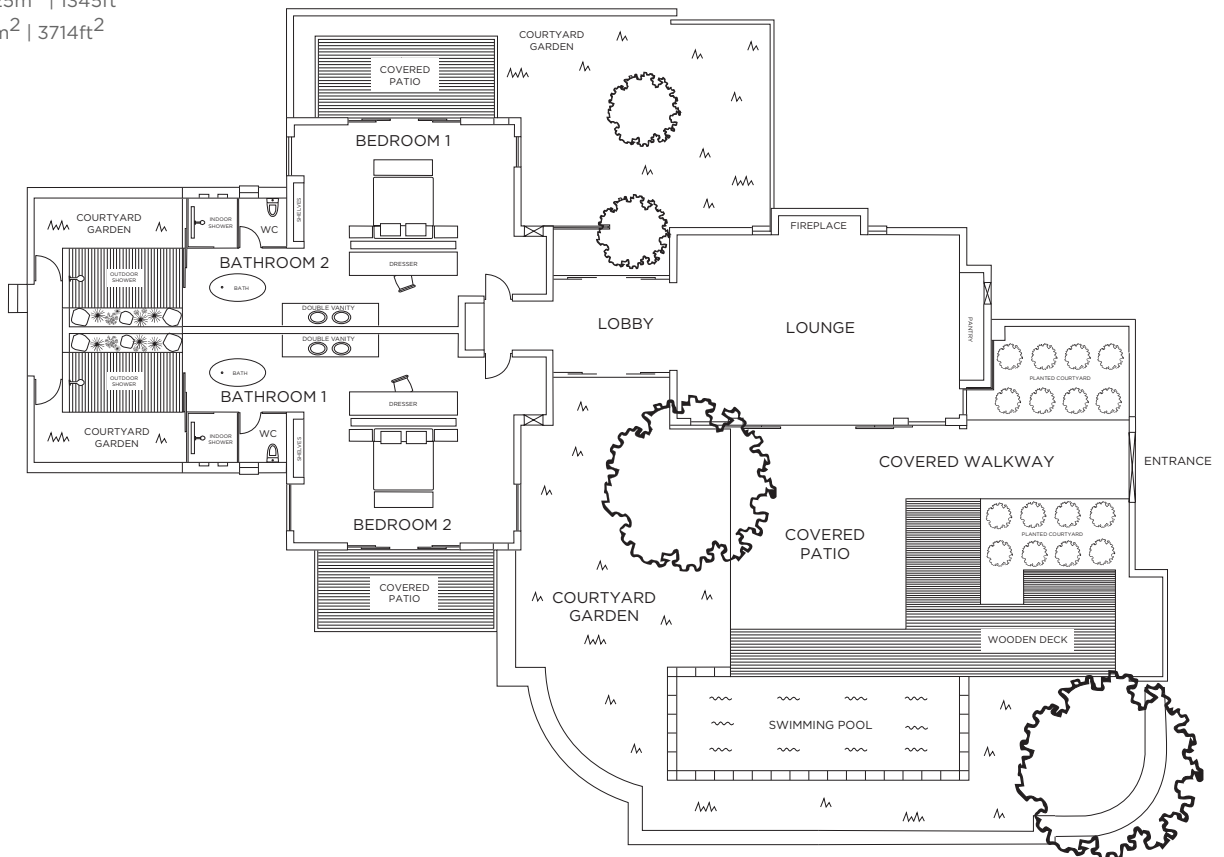 1345ft
m² | 3714ft²
COURTYARD
GARDEN
COVERED
PATIO
BEDROOM 1
COURTYARD
GARDEN
INDOOR
SHOWER
WC
SHELVES
FIREPLACE
BATHROOM 2
DRESSER
OUTDOOR
SHOWER
BATH
DOUBLE VANITY
LOBBY
LOUNGE
PANTRY
DOUBLE VANITY
BATH
OUTDOOR
SHOWER
PLANTED COURTYARD
BATHROOM 1
DRESSER
COURTYARD
GARDEN
INDOOR
SHOWER
WC
SHELVES
COVERED WALKWAY
ENTRANCE
BEDROOM 2
COVERED
PATIO
PLANTED COURTYARD
COVERED
PATIO
COURTYARD
GARDEN
WOODEN DECK
SWIMMING POOL